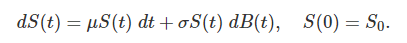 dS(t) = μS(t) dt + σS(t) dB(t), S(0) = S₀.